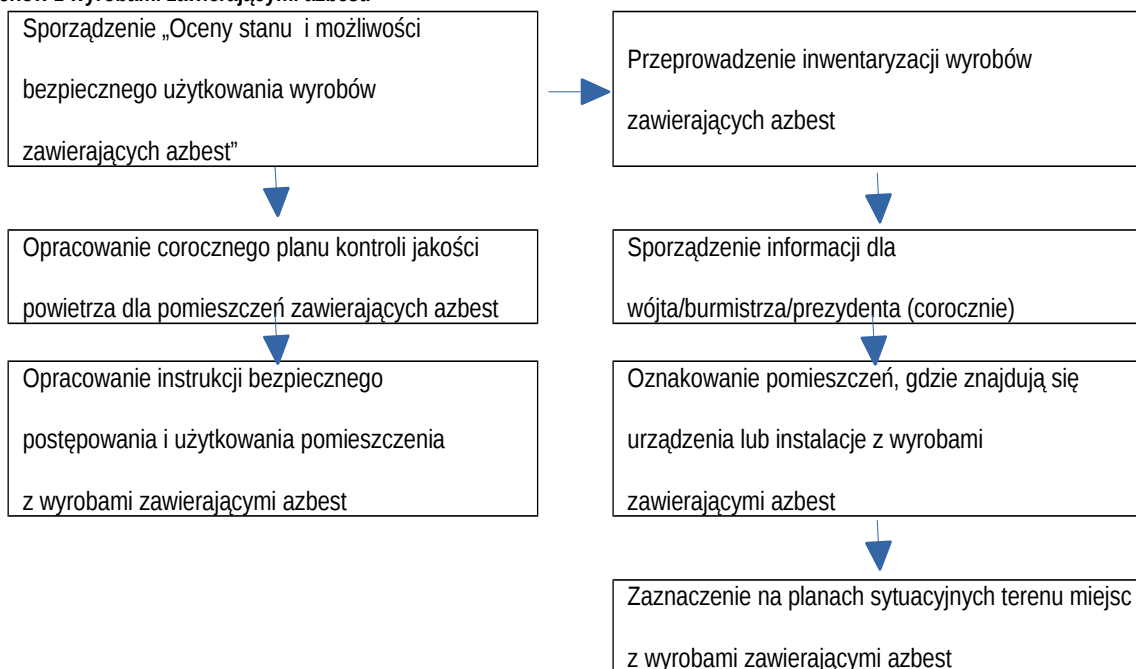 z wyrobami zawierającymi azbest
Sporządzenie „Oceny stanu i możliwości
bezpiecznego użytkowania wyrobów
zawierających azbest”
Przeprowadzenie inwentaryzacji wyrobów
zawierających azbest
Opracowanie corocznego planu kontroli jakości
powietrza dla pomieszczeń zawierających azbest
Sporządzenie informacji dla
wójta/burmistrza/prezydenta (corocznie)
Opracowanie instrukcji bezpiecznego
postępowania i użytkowania pomieszczenia
z wyrobami zawierającymi azbest
Oznakowanie pomieszczeń, gdzie znajdują się
urządzenia lub instalacje z wyrobami
zawierającymi azbest
Zaznaczenie na planach sytuacyjnych terenu miejsc
z wyrobami zawierającymi azbest